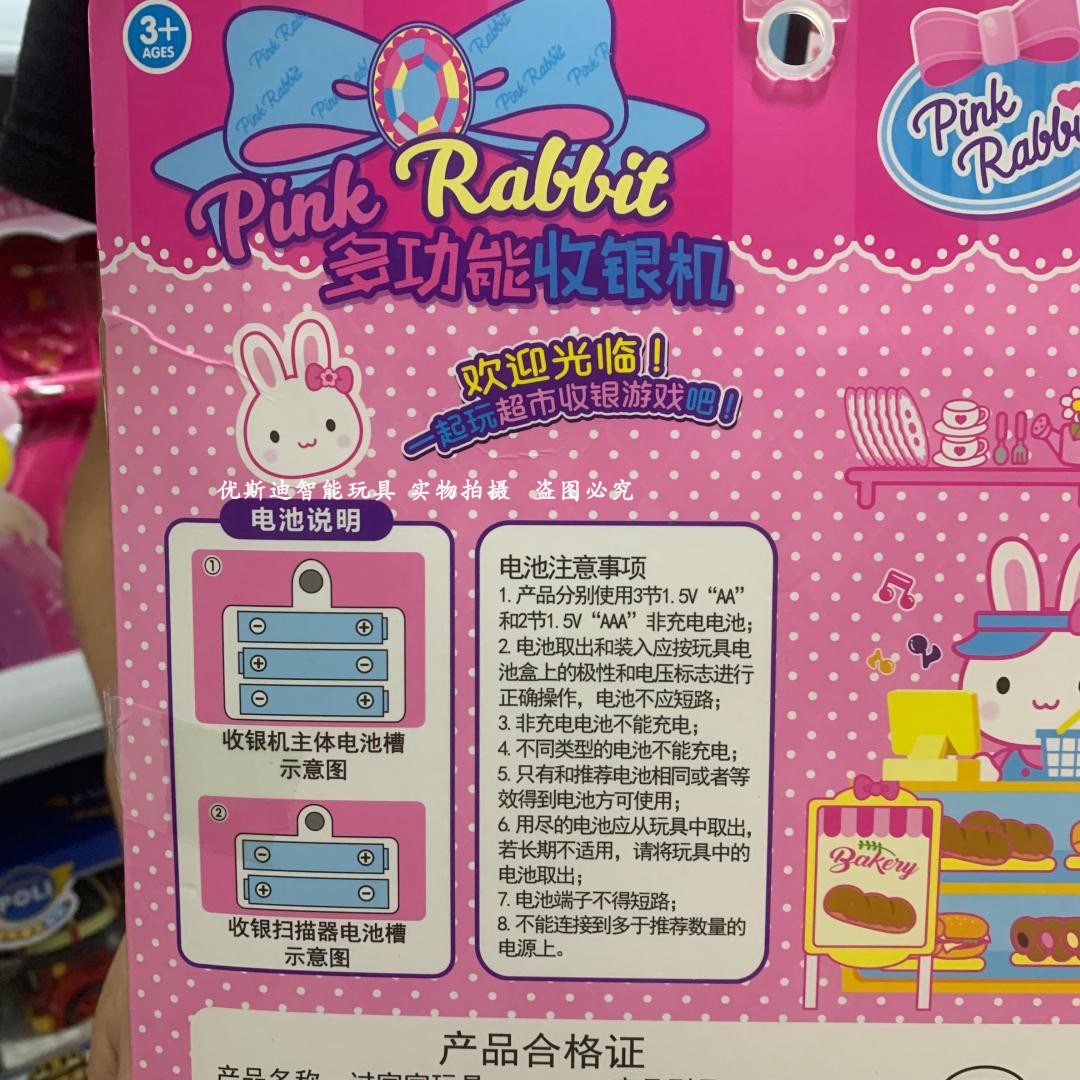 3+
AGES
Pink Rabbit
Pink Rabbit
Pink Rabbit
Pink
Rabbit
Pink Rabbit
多功能收银机
欢迎光临！
一起玩超市收银游戏吧！
优斯迪智能玩具 实物拍摄 盗图必究
电池说明
①
收银机主体电池槽
示意图
②
收银扫描器电池槽
示意图
电池注意事项
1. 产品分别使用3节1.5V“AA”
和2节1.5V“AAA”非充电电池；
2. 电池取出和装入应按玩具电
池盒上的极性和电压标志进行
正确操作，电池不应短路；
3. 非充电电池不能充电；
4. 不同类型的电池不能充电；
5. 只有和推荐电池相同或者等
效得到电池方可使用；
6. 用尽的电池应从玩具中取出，
若长期不适用，请将玩具中的
电池取出；
7. 电池端子不得短路；
8. 不能连接到多于推荐数量的
电源上。
Bakery
POLI
产品合格证
产品名称